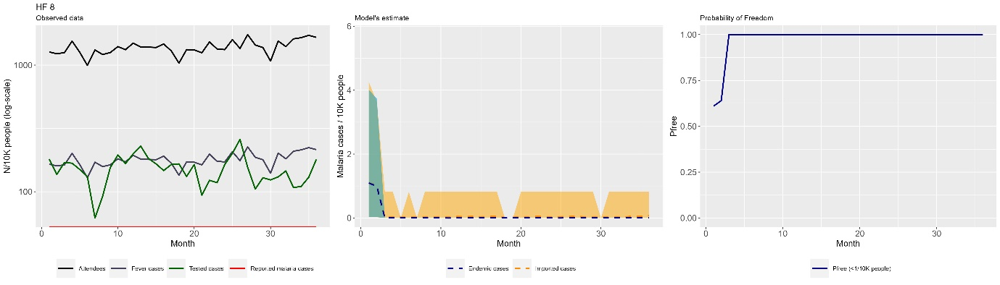 HF 8
Observed data
N/10K people (log-scale)
1000
100
0
10
20
30
Month
Attendees
Fever cases
Tested cases
Reported malaria cases
Model's estimate
Malaria cases / 10K people
6
4
2
0
0
10
20
30
Month
Endemic cases
Imported cases
Probability of Freedom
Pfree
1.00
0.75
0.50
0.25
0.00
0
10
20
30
Month
Pfree (<1/10K people)